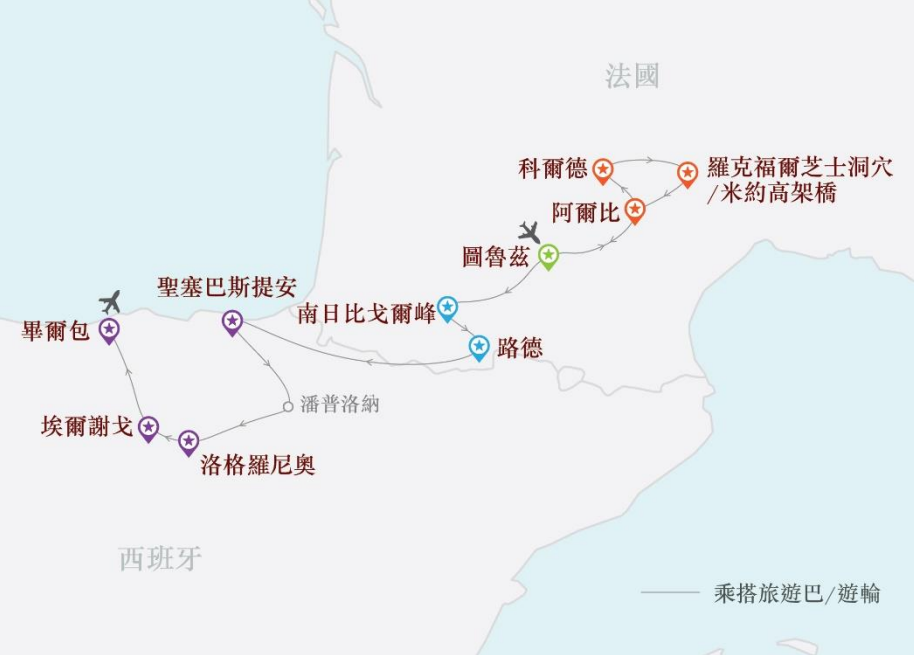 法國
科爾德
羅克福爾芝士洞穴
/米約高架橋
阿爾比
圖魯茲
聖塞巴斯提安
南日比戈爾峰
畢爾包
路德
潘普洛納
埃爾謝戈
洛格羅尼奧
西班牙
乘搭旅遊巴/遊輪